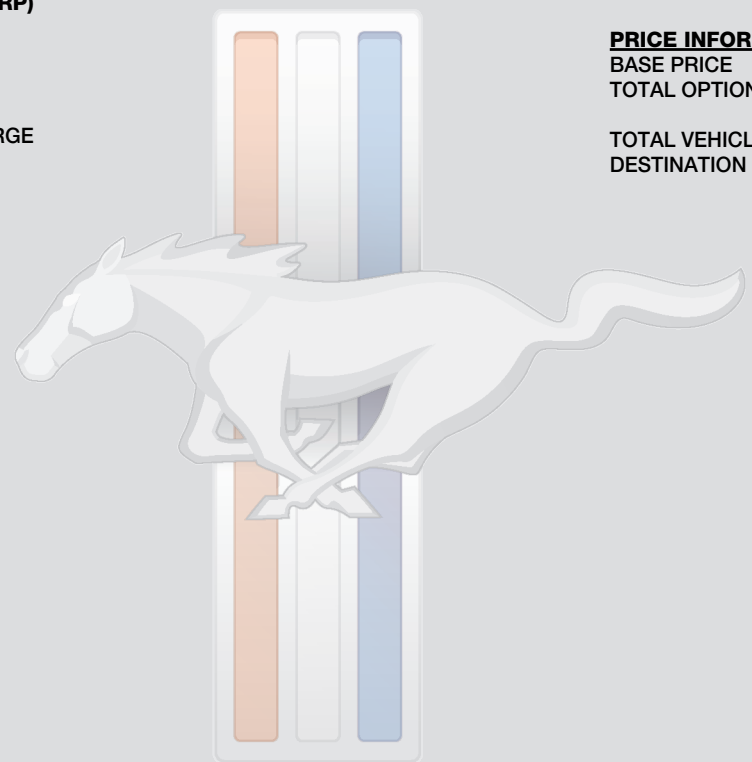 RP)
RGE
PRICE INFOR
BASE PRICE
TOTAL OPTION
TOTAL VEHICL
DESTINATION